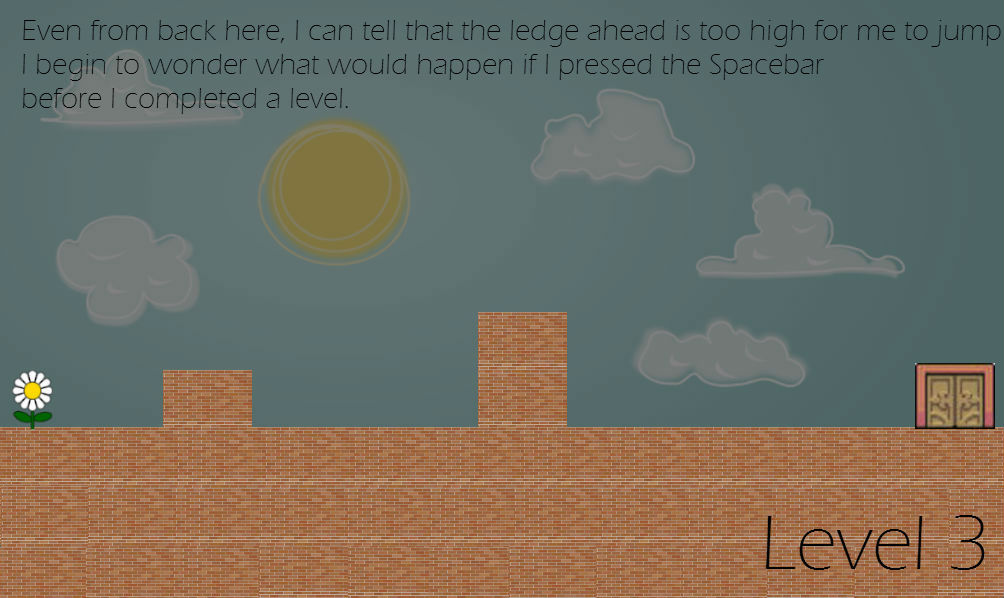 Even from back here, I can tell that the ledge ahead is too high for me to jump
I begin to wonder what would happen if I pressed the Spacebar
before I completed a level.
Level 3